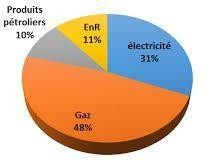 Produits
pétroliers
10%
EnR
11%
électricité
31%
Gaz
48%